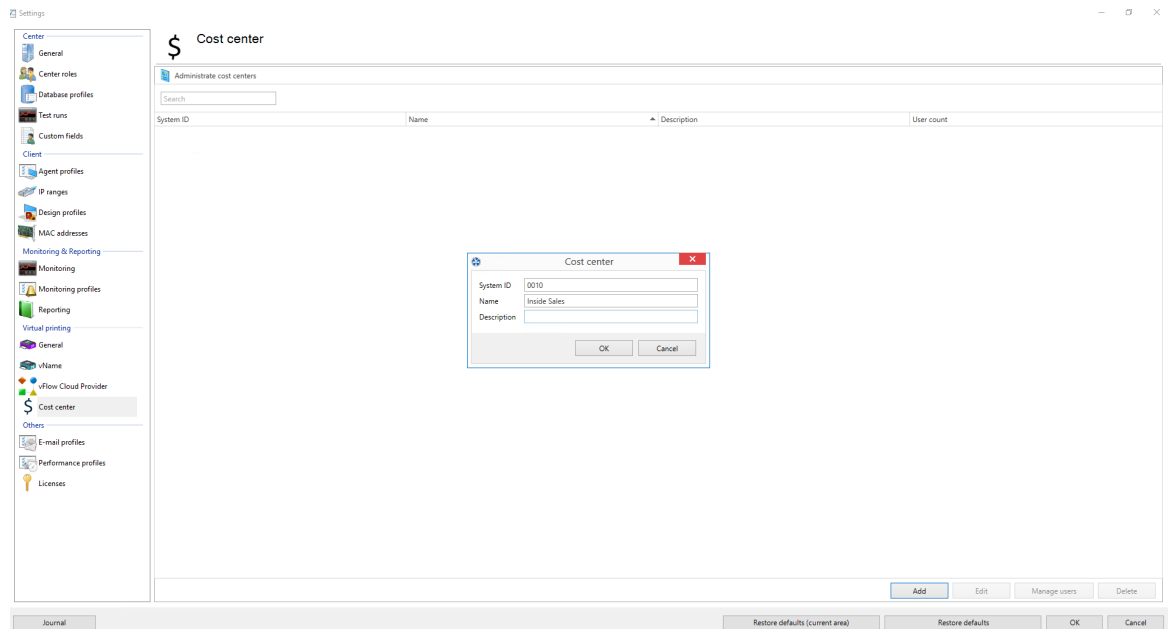 Settings
Center
General
Center roles
Database profiles
Test runs
Custom fields
Client
Agent profiles
IP ranges
Design profiles
MAC addresses
Monitoring & Reporting
Monitoring
Monitoring profiles
Reporting
Virtual printing
General
vName
vFlow Cloud Provider
$ Cost center
Others
E-mail profiles
Performance profiles
Licenses
$ Cost center
Administrate cost centers
Search
System ID Name Description User count
Cost center
System ID 0010
Name Inside Sales
Description
OK Cancel
Add Edit Manage users Delete
Journal Restore defaults (current area) Restore defaults OK Cancel